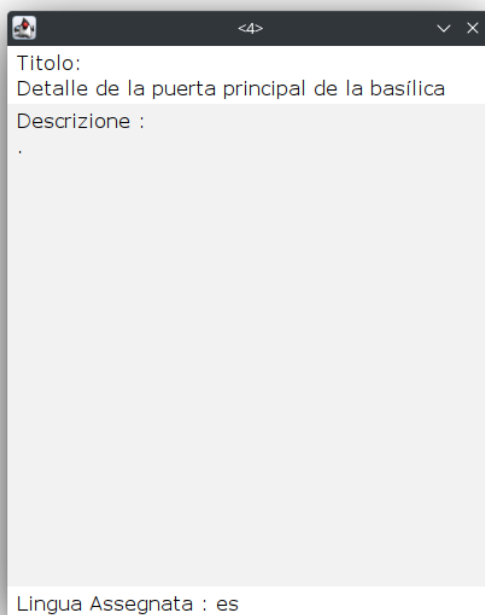 <4>
Titolo:
Detalle de la puerta principal de la basílica
Descrizione :
.
Lingua Assegnata : es